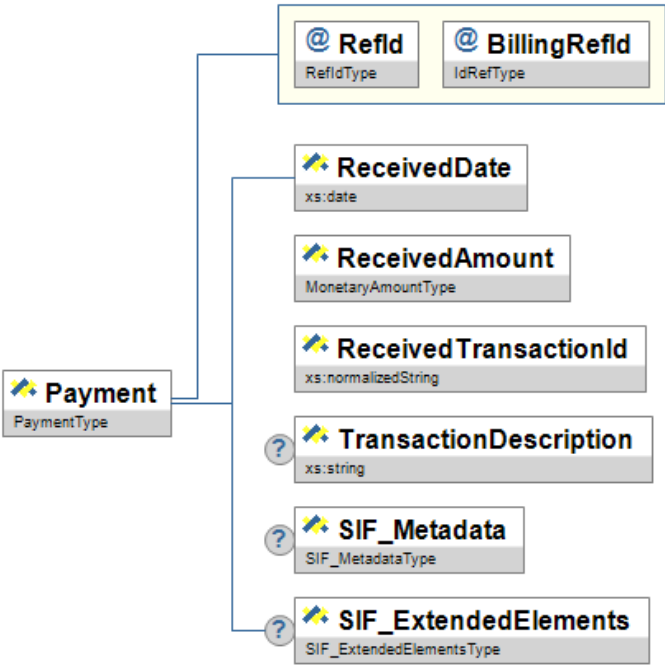 @ RefId
RefIdType
@ BillingRefId
IdRefType
ReceivedDate
xs:date
ReceivedAmount
MonetaryAmountType
ReceivedTransactionId
xs:normalizedString
Payment
PaymentType
? TransactionDescription
xs:string
? SIF_Metadata
SIF_MetadataType
? SIF_ExtendedElements
SIF_ExtendedElementsType